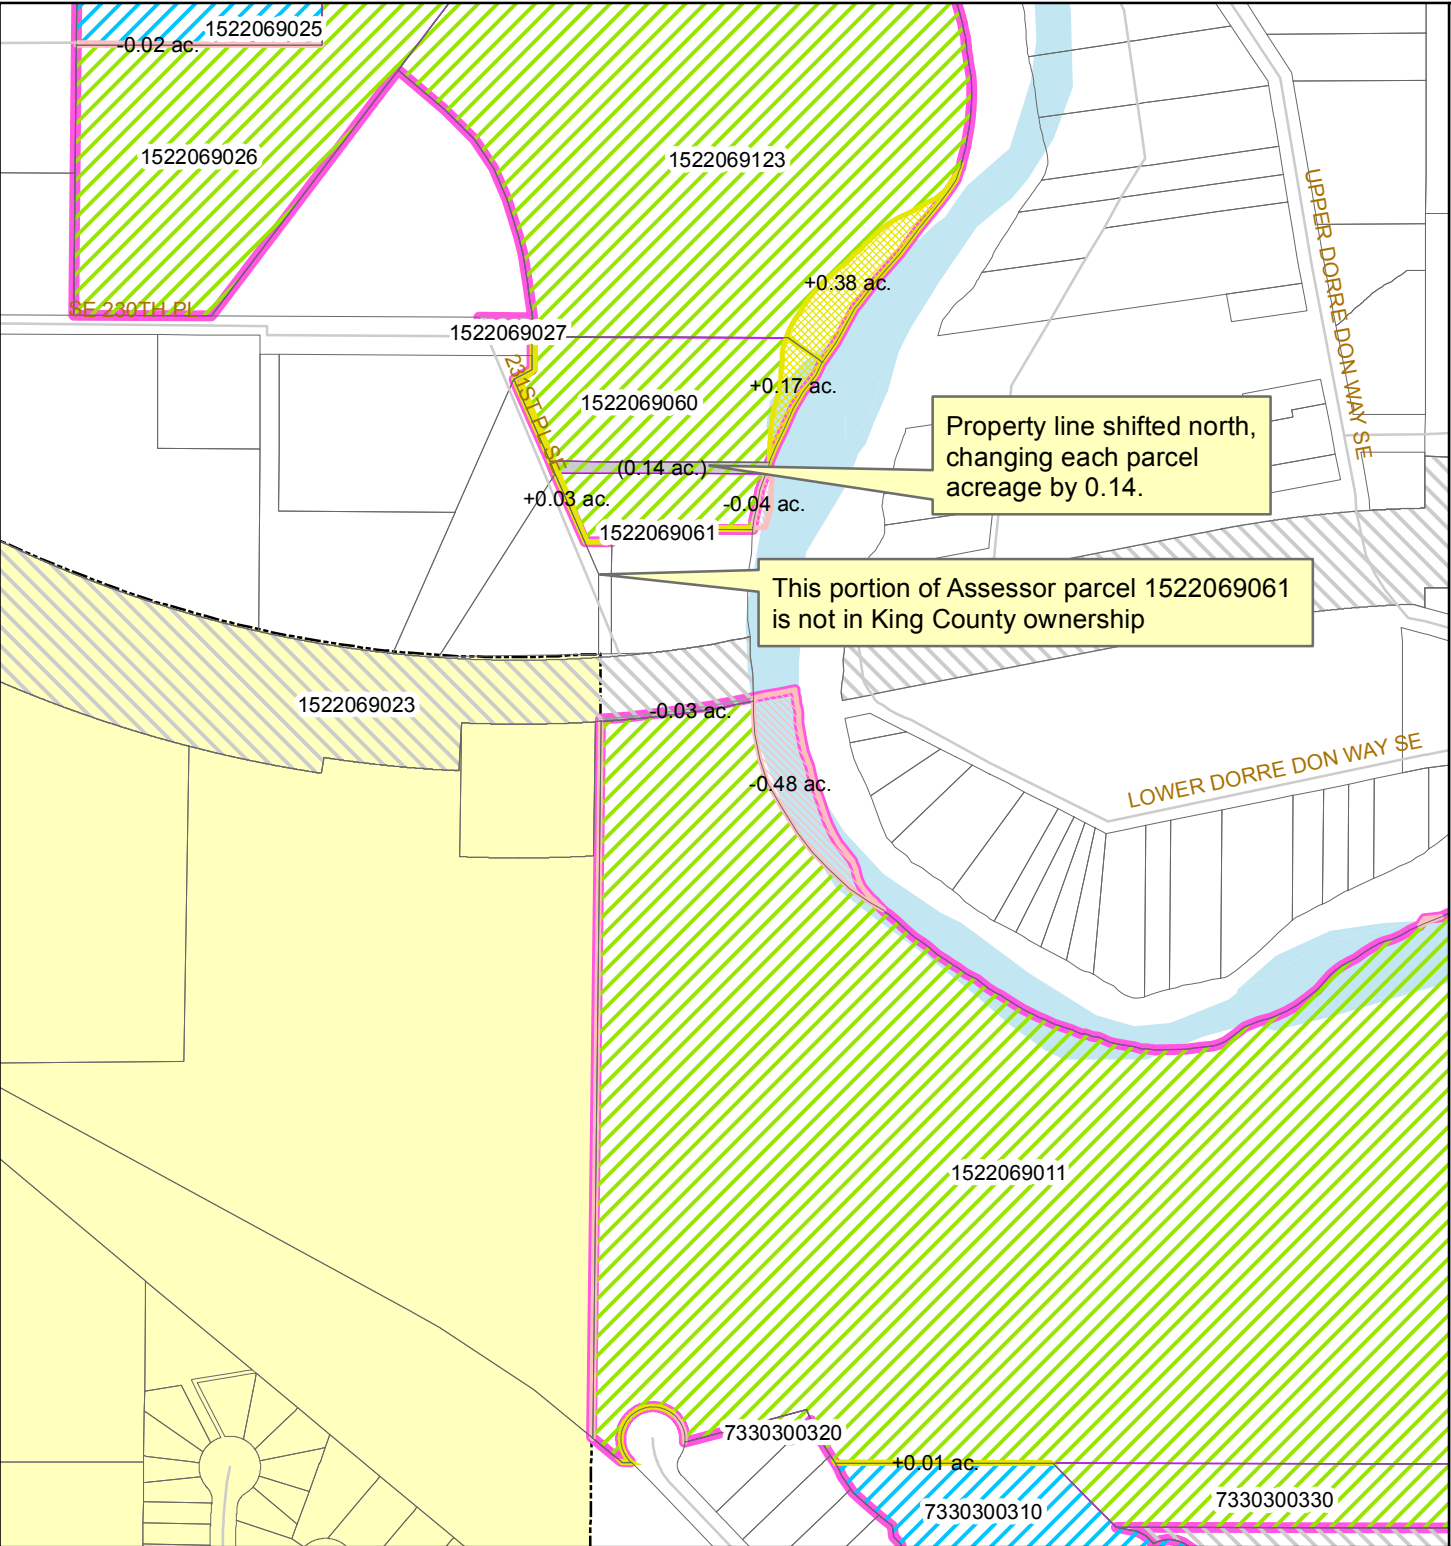 1522069025
-0.02 ac.
1522069026
1522069123
UPPER DORRE DON WAY SE
+0.38 ac.
SE 230TH PL
1522069027
231ST PL SE
+0.17 ac.
1522069060
Property line shifted north,
changing each parcel
acreage by 0.14.
(0.14 ac.)
+0.03 ac.
-0.04 ac.
1522069061
This portion of Assessor parcel 1522069061
is not in King County ownership
1522069023
-0.03 ac.
-0.48 ac.
LOWER DORRE DON WAY SE
1522069011
7330300320
+0.01 ac.
7330300310
7330300330